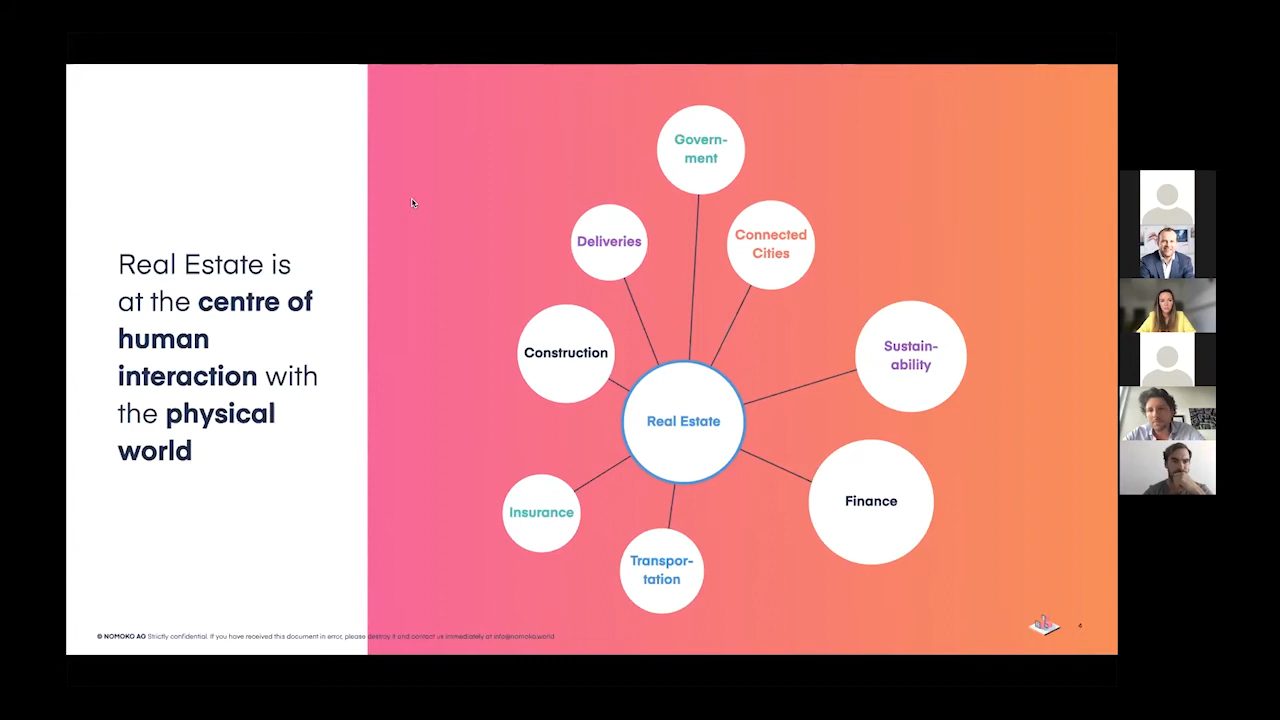 Real Estate is
at the centre of
human
interaction with
the physical
world
Govern-
ment
Deliveries
Connected
Cities
Construction
Sustain-
ability
Real Estate
Finance
Insurance
Transpor-
tation
© NOMOKO AG Strictly confidential. If you have received this document in error, please destroy it and contact us immediately at info@nomoko.world
6